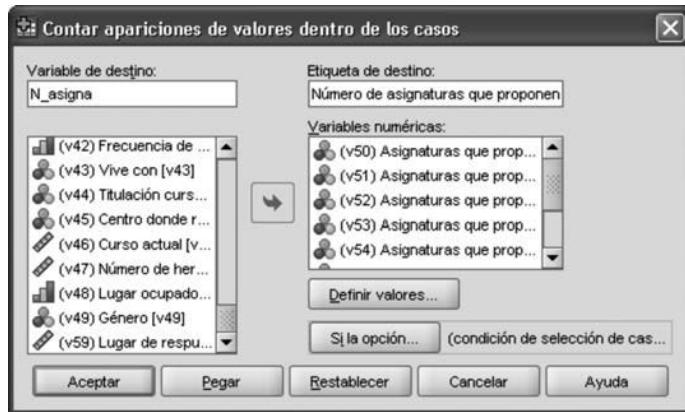 Contar apariciones de valores dentro de los casos
Variable de destino:
N_asigna
Etiqueta de destino:
Número de asignaturas que proponen
(v42) Frecuencia de ...
(v43) Vive con [v43]
(v44) Titulación curs...
(v45) Centro donde r...
(v46) Curso actual [v...
(v47) Número de her...
(v48) Lugar ocupado...
(v49) Género [v49]
(v59) Lugar de respu...
Variables numéricas:
(v50) Asignaturas que prop...
(v51) Asignaturas que prop...
(v52) Asignaturas que prop...
(v53) Asignaturas que prop...
(v54) Asignaturas que prop...
Definir valores...
Si la opción...
(condición de selección de cas...
Aceptar
Pegar
Restablecer
Cancelar
Ayuda